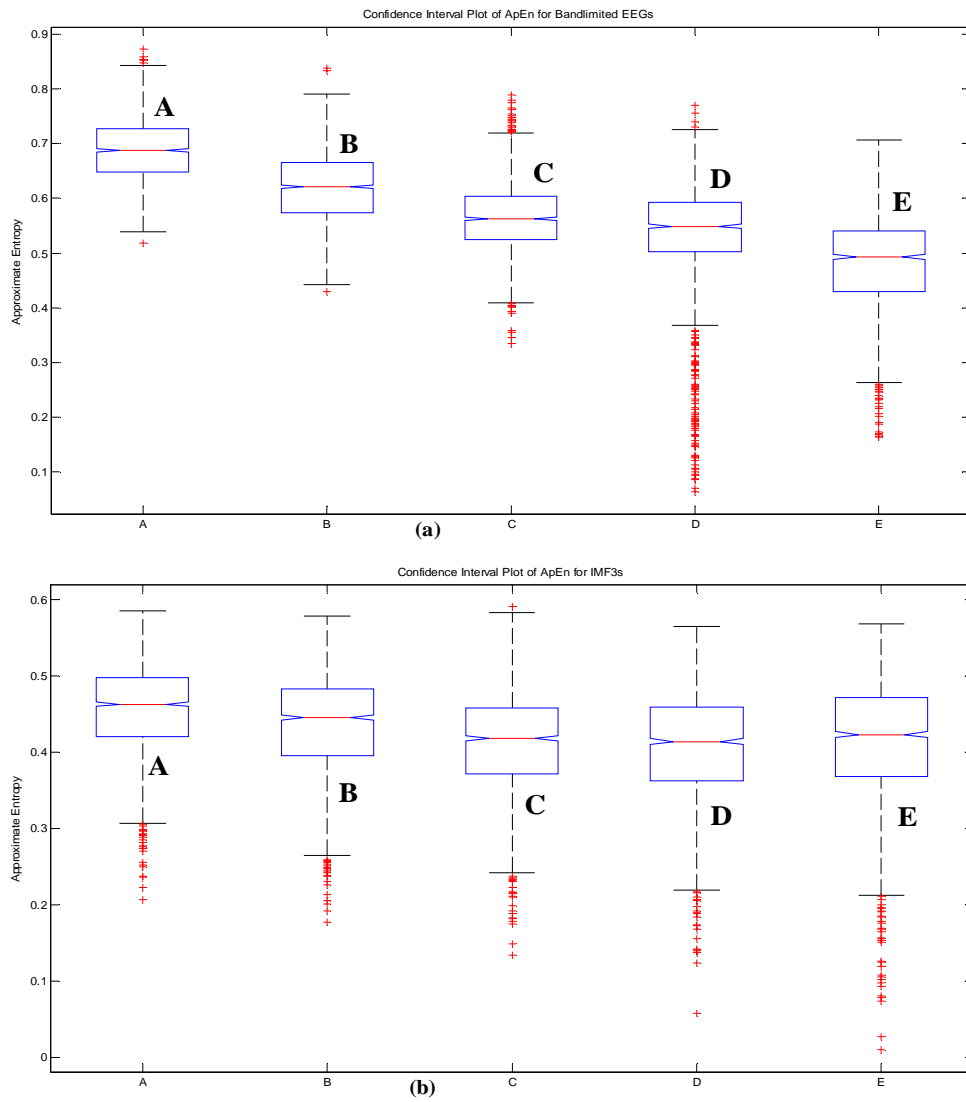 Confidence Interval Plot of ApEn for Bandlimited EEGs
Approximate Entropy
0.9
0.8
0.7
0.6
0.5
0.4
0.3
0.2
0.1
A
B
C
D
E
A B C D E
(a)
Confidence Interval Plot of ApEn for IMF3s
Approximate Entropy
0.6
0.5
0.4
0.3
0.2
0.1
0
A
B
C
D
E
A B C D E
(b)